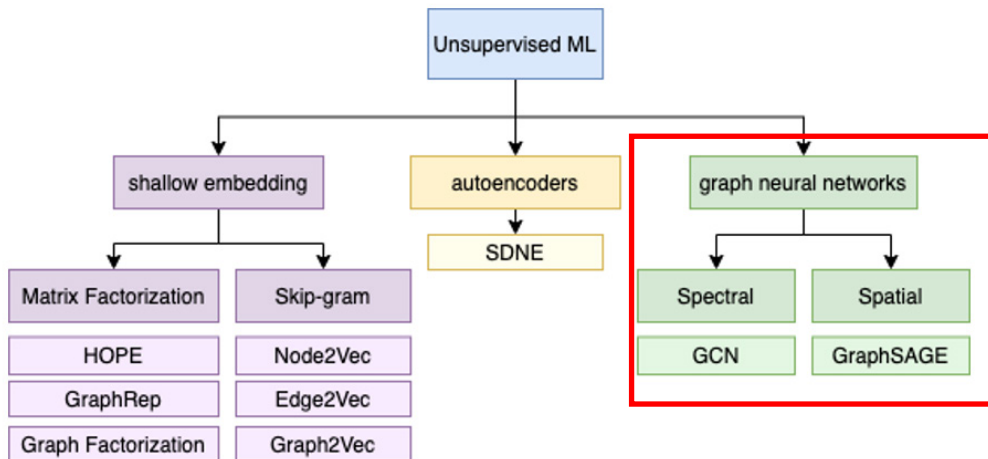 Unsupervised ML
shallow embedding
autoencoders
graph neural networks
SDNE
Matrix Factorization
Skip-gram
Spectral
Spatial
HOPE
Node2Vec
GCN
GraphSAGE
GraphRep
Edge2Vec
Graph Factorization
Graph2Vec